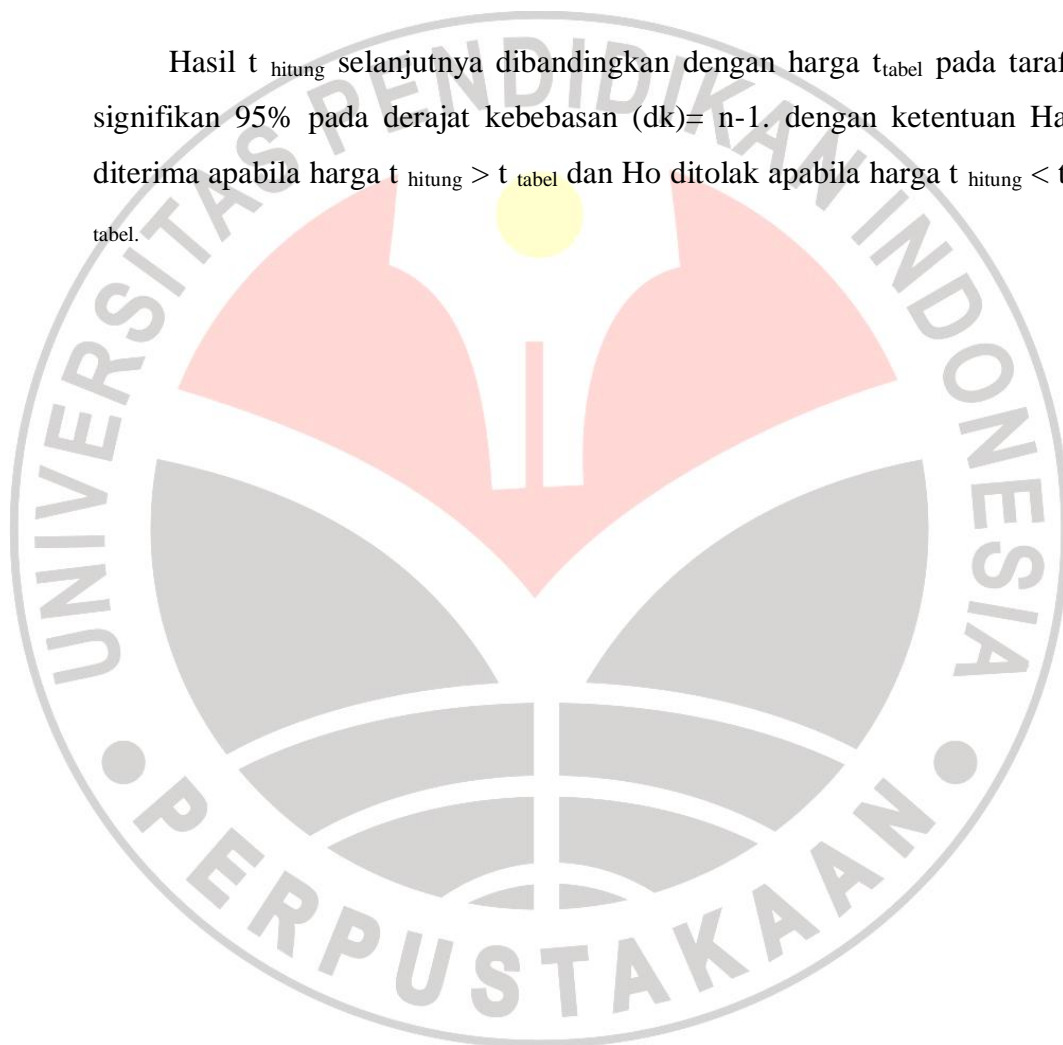 Hasil t hitung selanjutnya dibandingkan dengan harga ttabel pada taraf
signifikan 95% pada derajat kebebasan (dk)= n-1. dengan ketentuan Ha
diterima apabila harga t hitung > t tabel dan Ho ditolak apabila harga t hitung < t
tabel.
UNIVERSITAS PENDIDIKAN INDONESIA
PERPUSTAKAAN